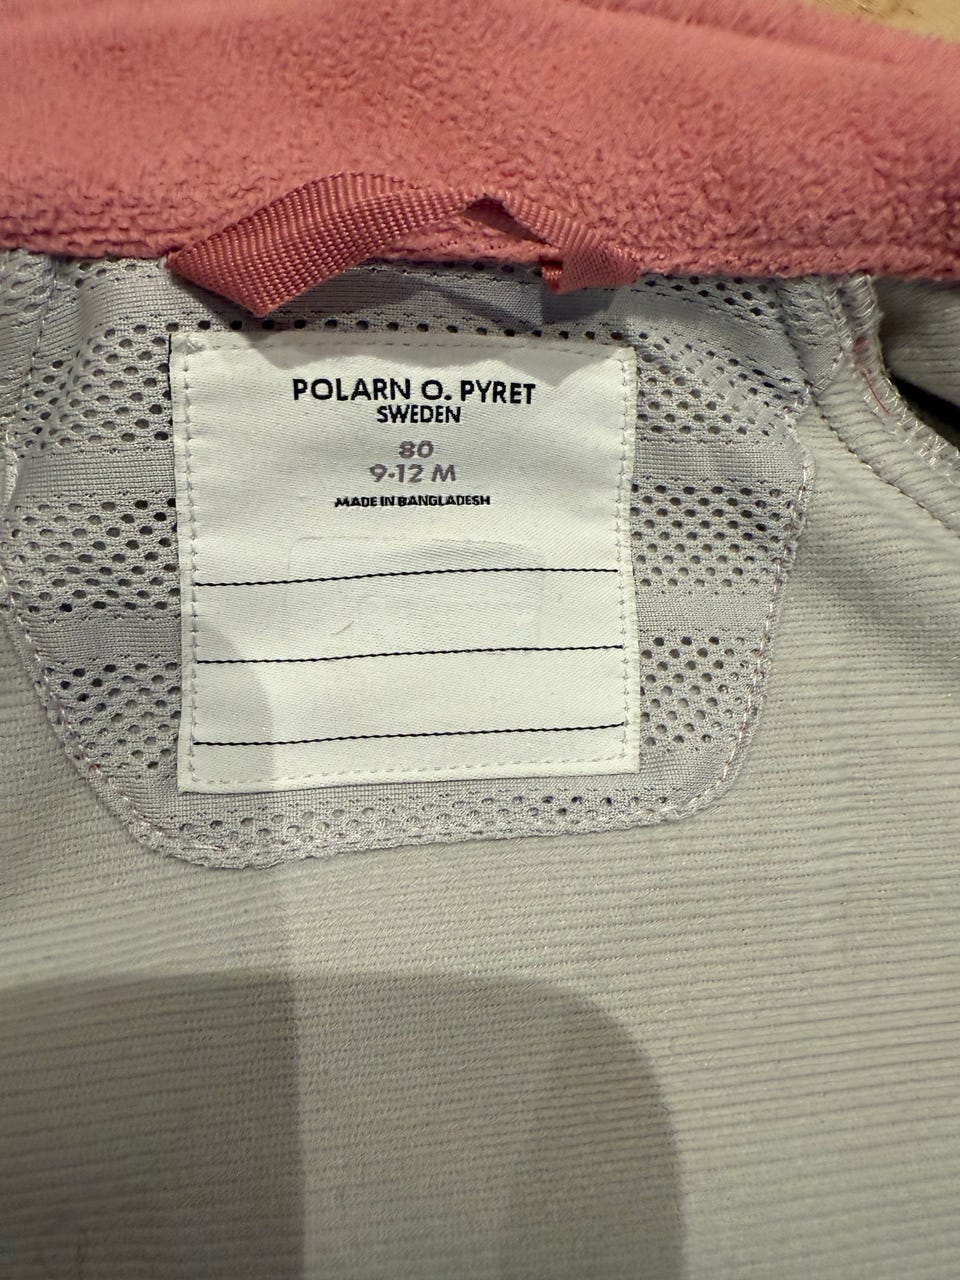 POLARN O. PYRET
SWEDEN
80
9-12 M
MADE IN BANGLADESH